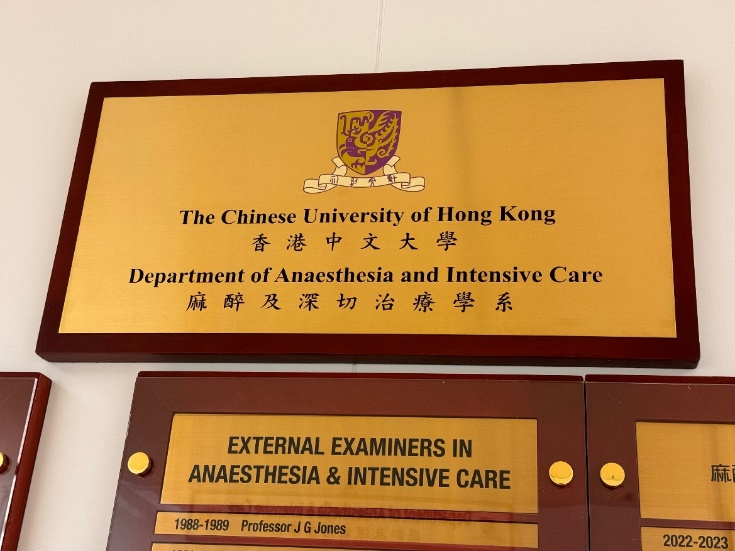 The Chinese University of Hong Kong
香港中文大學
Department of Anaesthesia and Intensive Care
麻醉及深切治療學系
EXTERNAL EXAMINERS IN
ANAESTHESIA & INTENSIVE CARE
1988-1989 Professor J G Jones
麻
2022-2023